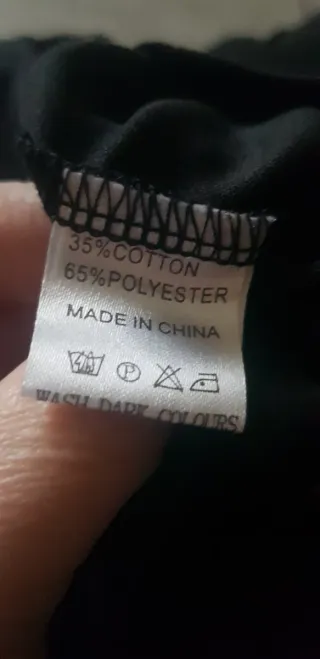 35%COTTON
65%POLYESTER
MADE IN CHINA
P
WASH DARK COLOURS